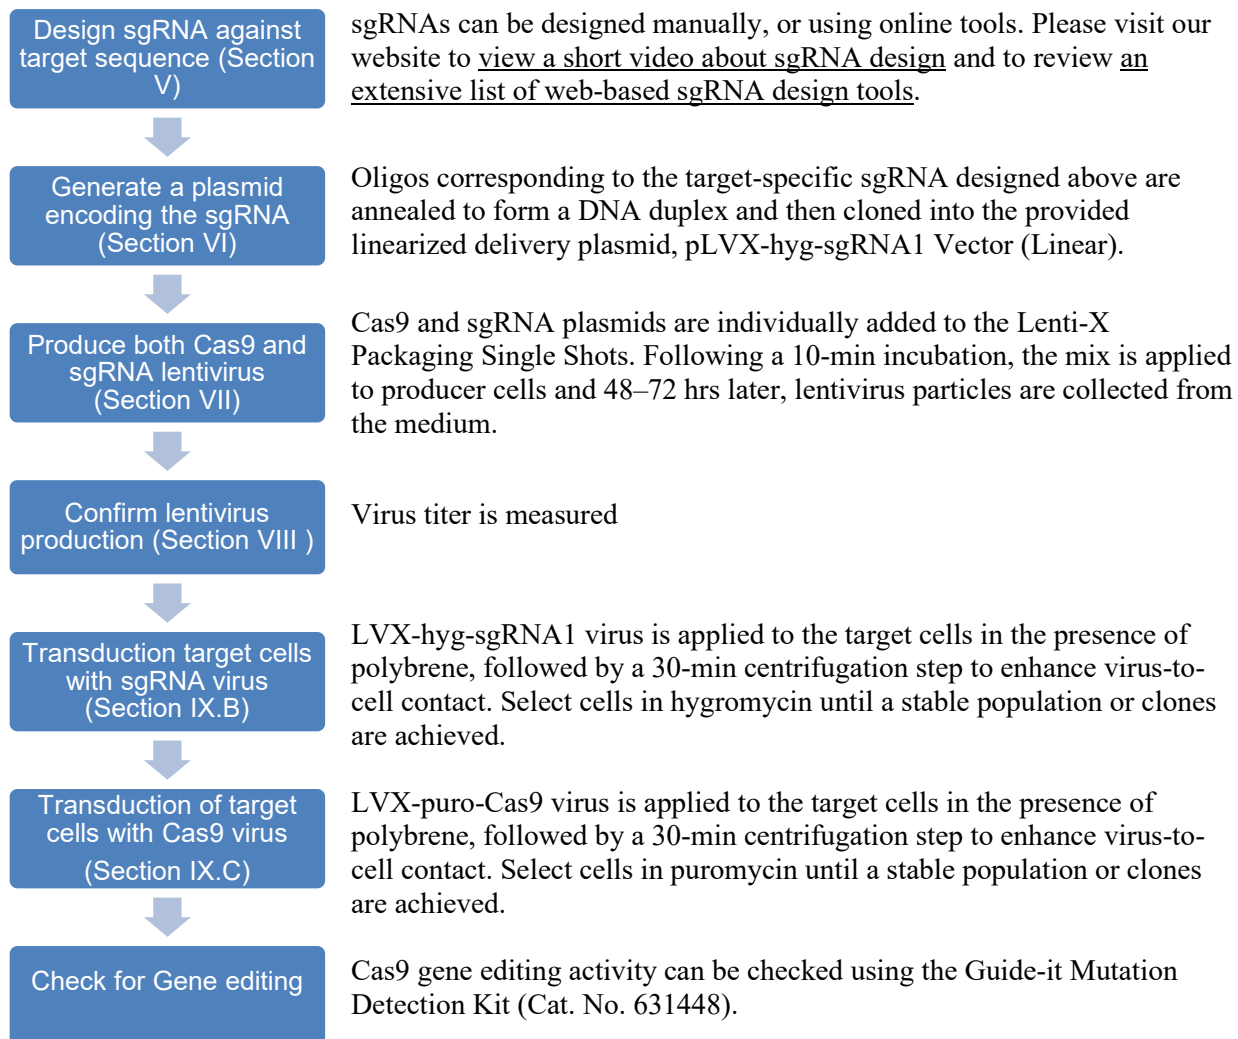 Design sgRNA against
target sequence (Section
V)
sgRNAs can be designed manually, or using online tools. Please visit our
website to view a short video about sgRNA design and to review an
extensive list of web-based sgRNA design tools.
Generate a plasmid
encoding the sgRNA
(Section VI)
Oligos corresponding to the target-specific sgRNA designed above are
annealed to form a DNA duplex and then cloned into the provided
linearized delivery plasmid, pLVX-hyg-sgRNA1 Vector (Linear).
Produce both Cas9 and
sgRNA lentivirus
(Section VII)
Cas9 and sgRNA plasmids are individually added to the Lenti-X
Packaging Single Shots. Following a 10-min incubation, the mix is applied
to producer cells and 48–72 hrs later, lentivirus particles are collected from
the medium.
Confirm lentivirus
production (Section VIII )
Virus titer is measured
Transduction target cells
with sgRNA virus
(Section IX.B)
LVX-hyg-sgRNA1 virus is applied to the target cells in the presence of
polybrene, followed by a 30-min centrifugation step to enhance virus-to-
cell contact. Select cells in hygromycin until a stable population or clones
are achieved.
Transduction of target
cells with Cas9 virus
(Section IX.C)
LVX-puro-Cas9 virus is applied to the target cells in the presence of
polybrene, followed by a 30-min centrifugation step to enhance virus-to-
cell contact. Select cells in puromycin until a stable population or clones
are achieved.
Check for Gene editing
Cas9 gene editing activity can be checked using the Guide-it Mutation
Detection Kit (Cat. No. 631448).